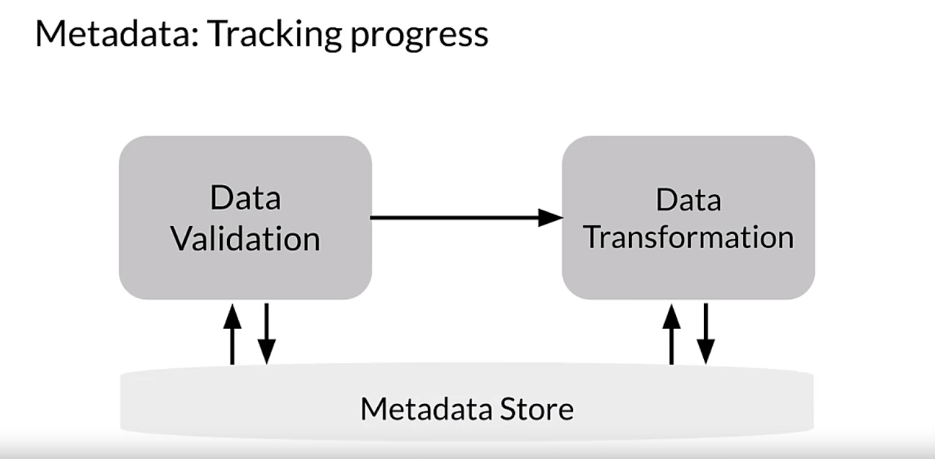 Metadata: Tracking progress
Data
Validation
Data
Transformation
Metadata Store